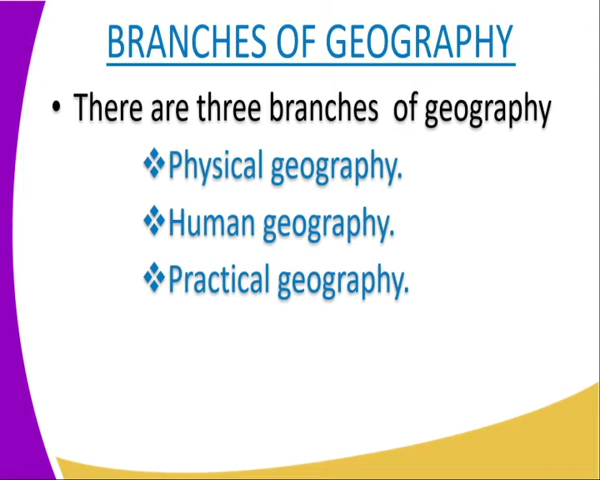 BRANCHES OF GEOGRAPHY
• There are three branches of geography
❖Physical geography.
❖Human geography.
❖Practical geography.